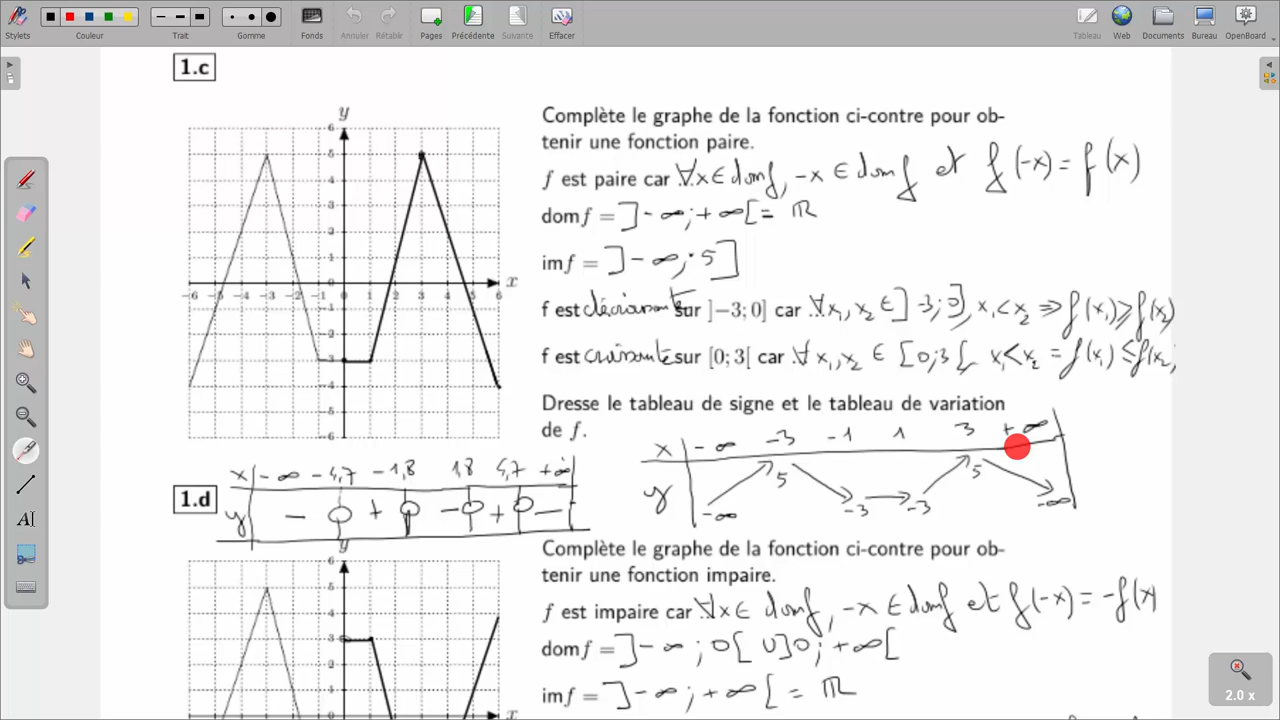 Stylets Couleur Trait Gomme Fonds Annuler Rétablir Pages Précédente Suivante Effacer Tableau Web Documents Bureau OpenBoard
1.c
y
Complète le graphe de la fonction ci-contre pour ob-
tenir une fonction paire.
f est paire car ∀x ∈ domf, -x ∈ domf et f(-x) = f(x)
domf = ]-∞;+∞[ = ℝ
imf = ]-∞; 5]
f est décroissante sur ]−3; 0] car ∀x₁, x₂ ∈ ]-3; 0], x₁ < x₂ ⇒ f(x₁) ≥ f(x₂)
f est croissante sur [0; 3[ car ∀ x₁, x₂ ∈ [0; 3[, x₁ < x₂ = f(x₁) ≤ f(x₂)
Dresse le tableau de signe et le tableau de variation
de f.
x -∞ -3 -1 1 3 +∞
y -∞ 5 -3 -3 5 -∞
x -∞ -4,7 -1,8 1,8 4,7 +∞
y - 0 + 0 - 0 + 0 -
1.d
y
Complète le graphe de la fonction ci-contre pour ob-
tenir une fonction impaire.
f est impaire car ∀x ∈ domf, -x ∈ domf et f(-x) = -f(x)
domf = ]-∞; 0[ ∪ ]0; +∞[
imf = ]-∞; +∞[ = ℝ
x
2.0 x